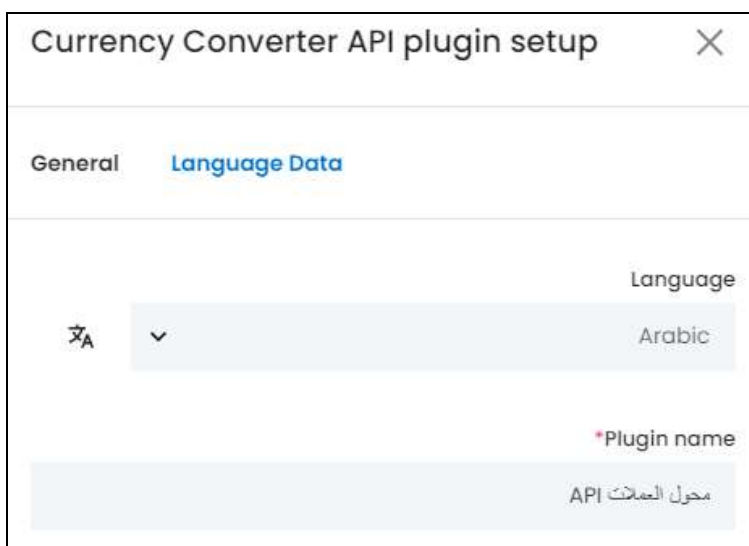 Currency Converter API plugin setup
General Language Data
Language
Arabic
*Plugin name
محول العملات API